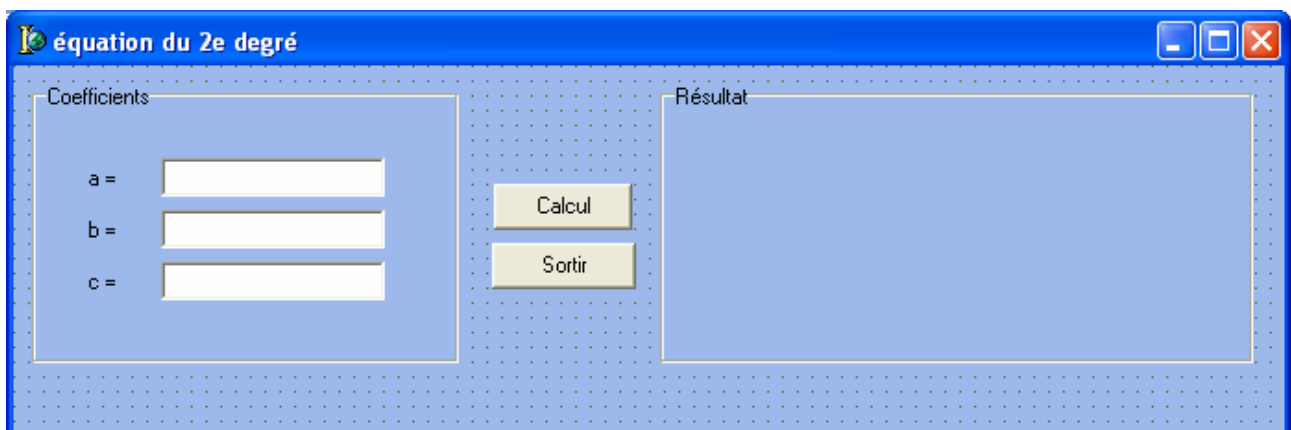 équation du 2e degré
Coefficients
a =
b =
c =
Calcul
Sortir
Résultat